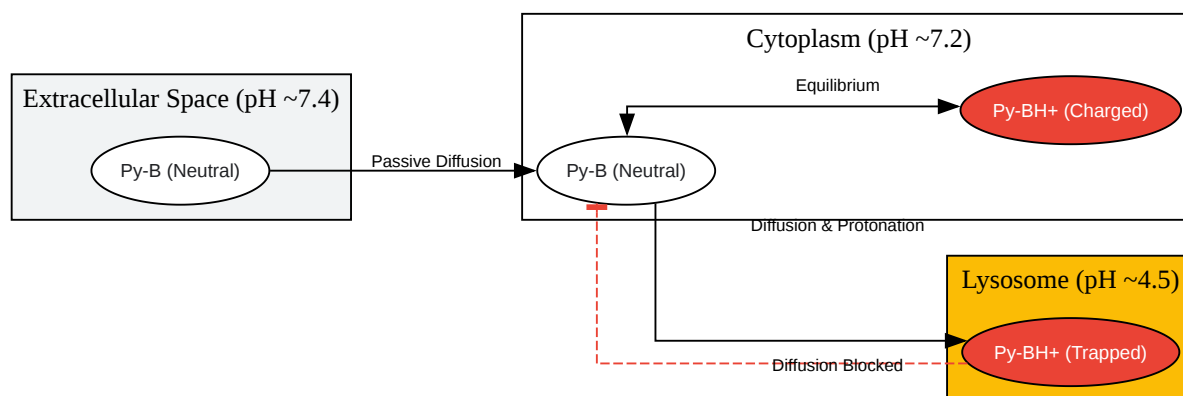 Cytoplasm (pH ~7.2)
Extracellular Space (pH ~7.4)
Equilibrium
Py-BH+ (Charged)
Py-B (Neutral)
Passive Diffusion
Py-B (Neutral)
Diffusion & Protonation
Lysosome (pH ~4.5)
Py-BH+ (Trapped)
Diffusion Blocked